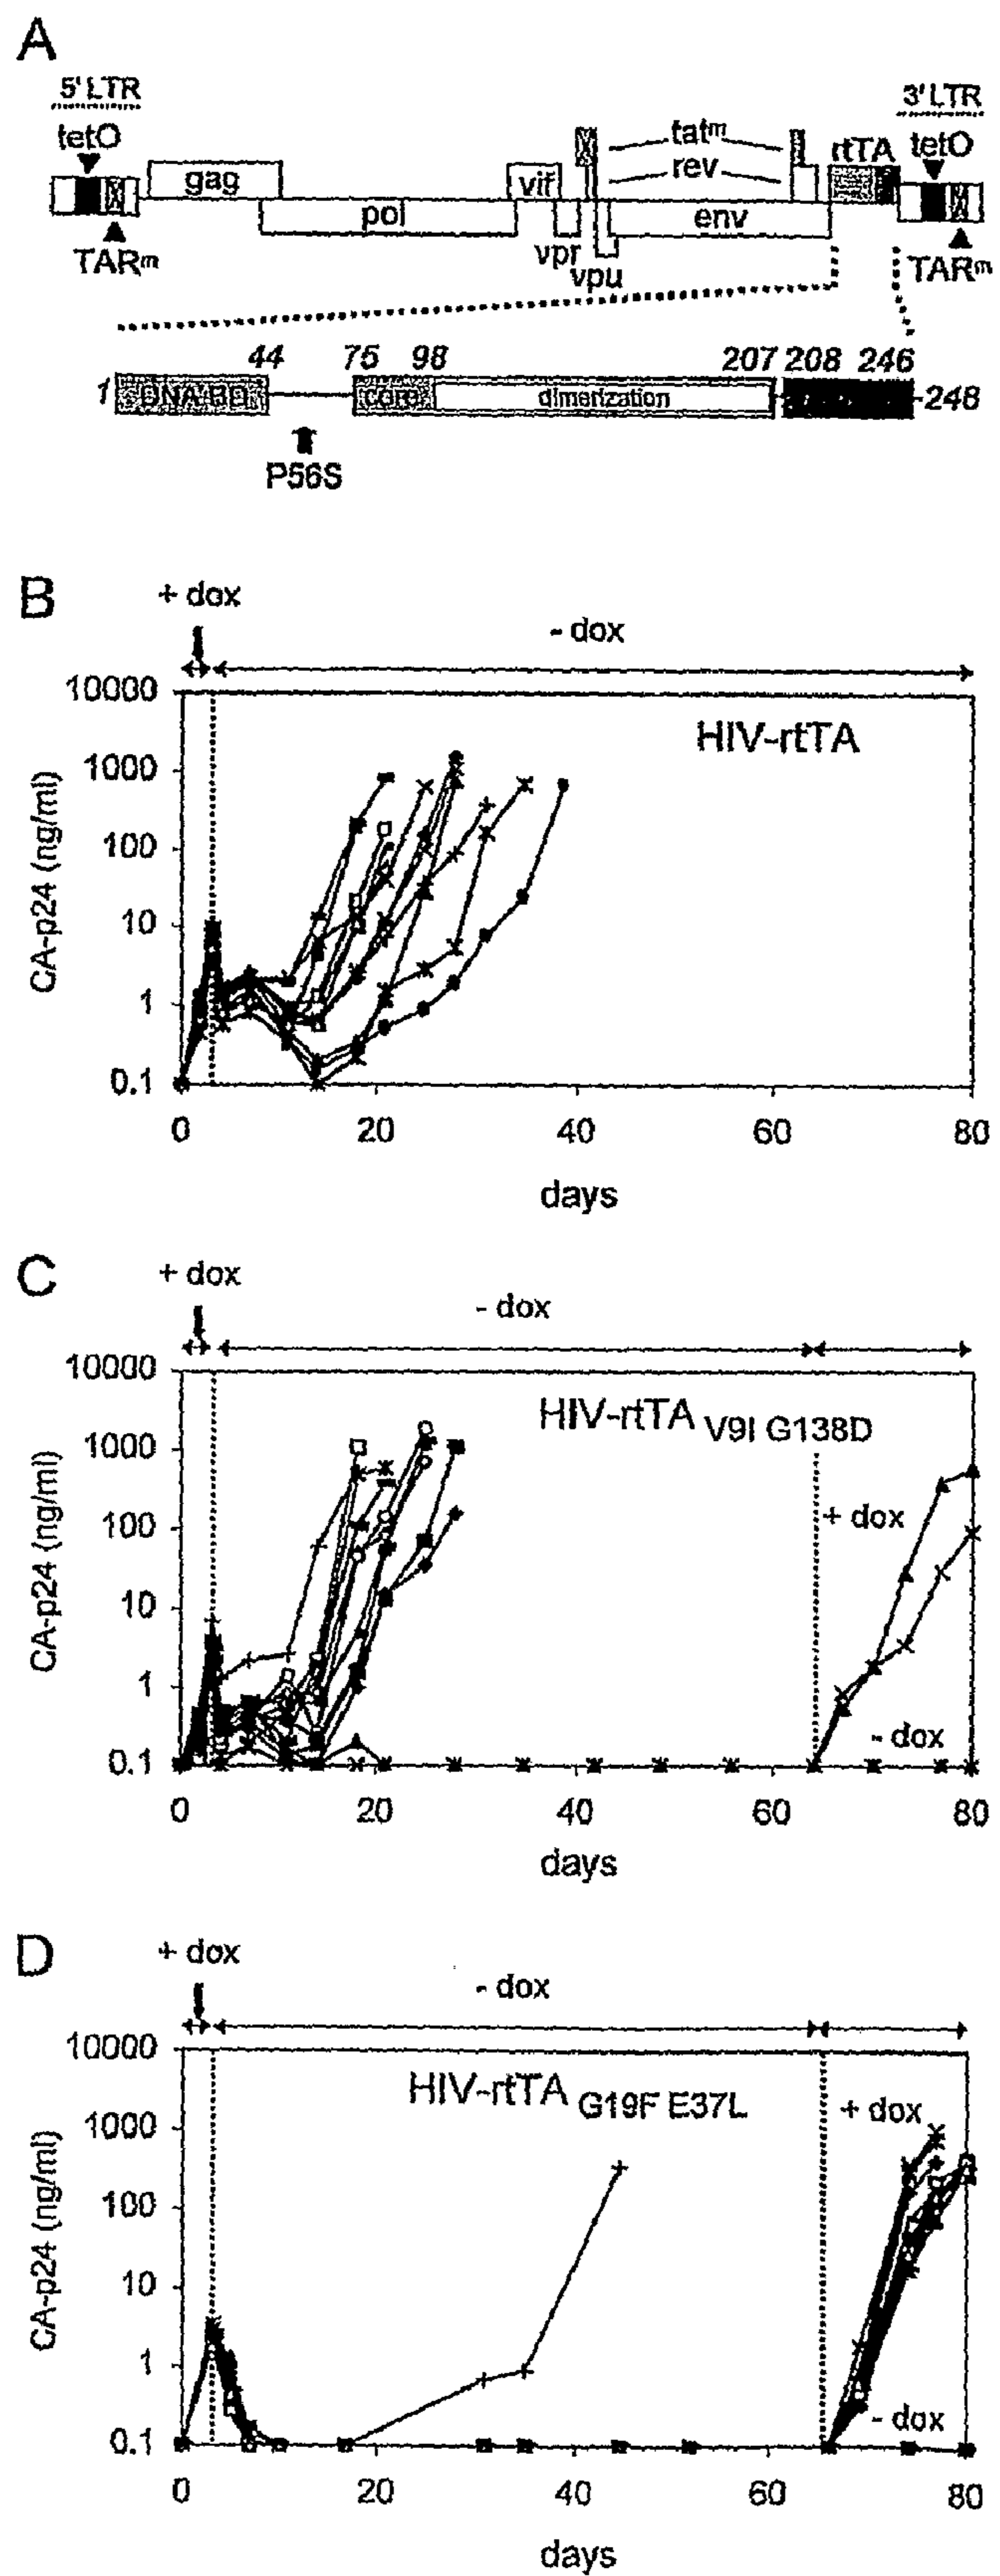 A
5'LTR
3'LTR
tetO
tatᵐ
rtTA
tetO
gag
vif
rev
pol
env
TARᵐ
vpr
vpu
TARᵐ
44 75 98 207 208 246
1 DNA BD core dimerization -248
P56S
B
+ dox
- dox
10000
HIV-rtTA
1000
100
10
1
0.1
CA-p24 (ng/ml)
0 20 40 60 80
days
C
+ dox
- dox
10000
HIV-rtTA V9I G138D
1000
100
+ dox
10
1
- dox
0.1
CA-p24 (ng/ml)
0 20 40 60 80
days
D
+ dox
- dox
10000
HIV-rtTA G19F E37L
+ dox
1000
100
10
1
- dox
0.1
CA-p24 (ng/ml)
0 20 40 60 80
days